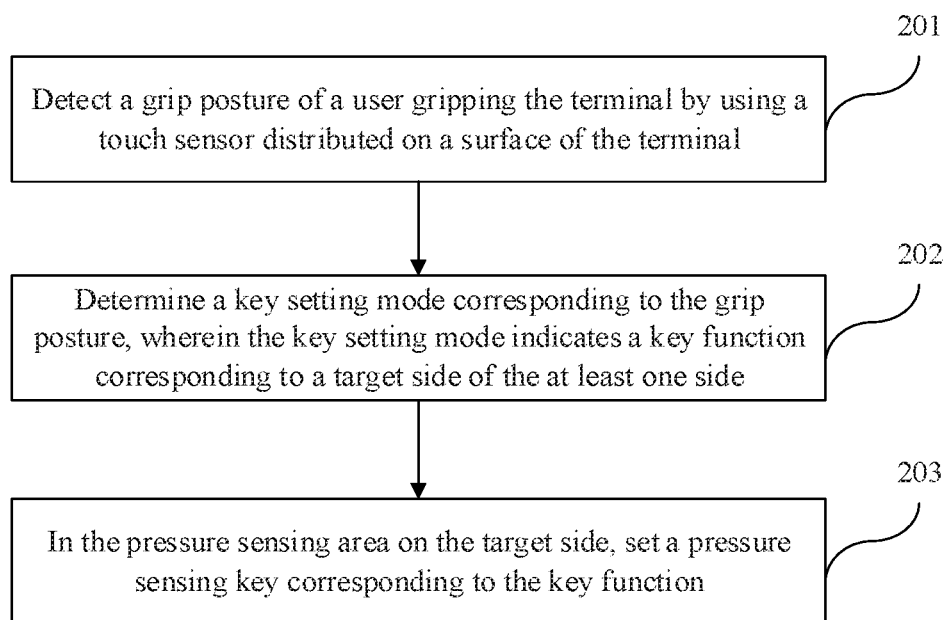 201
Detect a grip posture of a user gripping the terminal by using a
touch sensor distributed on a surface of the terminal
202
Determine a key setting mode corresponding to the grip
posture, wherein the key setting mode indicates a key function
corresponding to a target side of the at least one side
203
In the pressure sensing area on the target side, set a pressure
sensing key corresponding to the key function